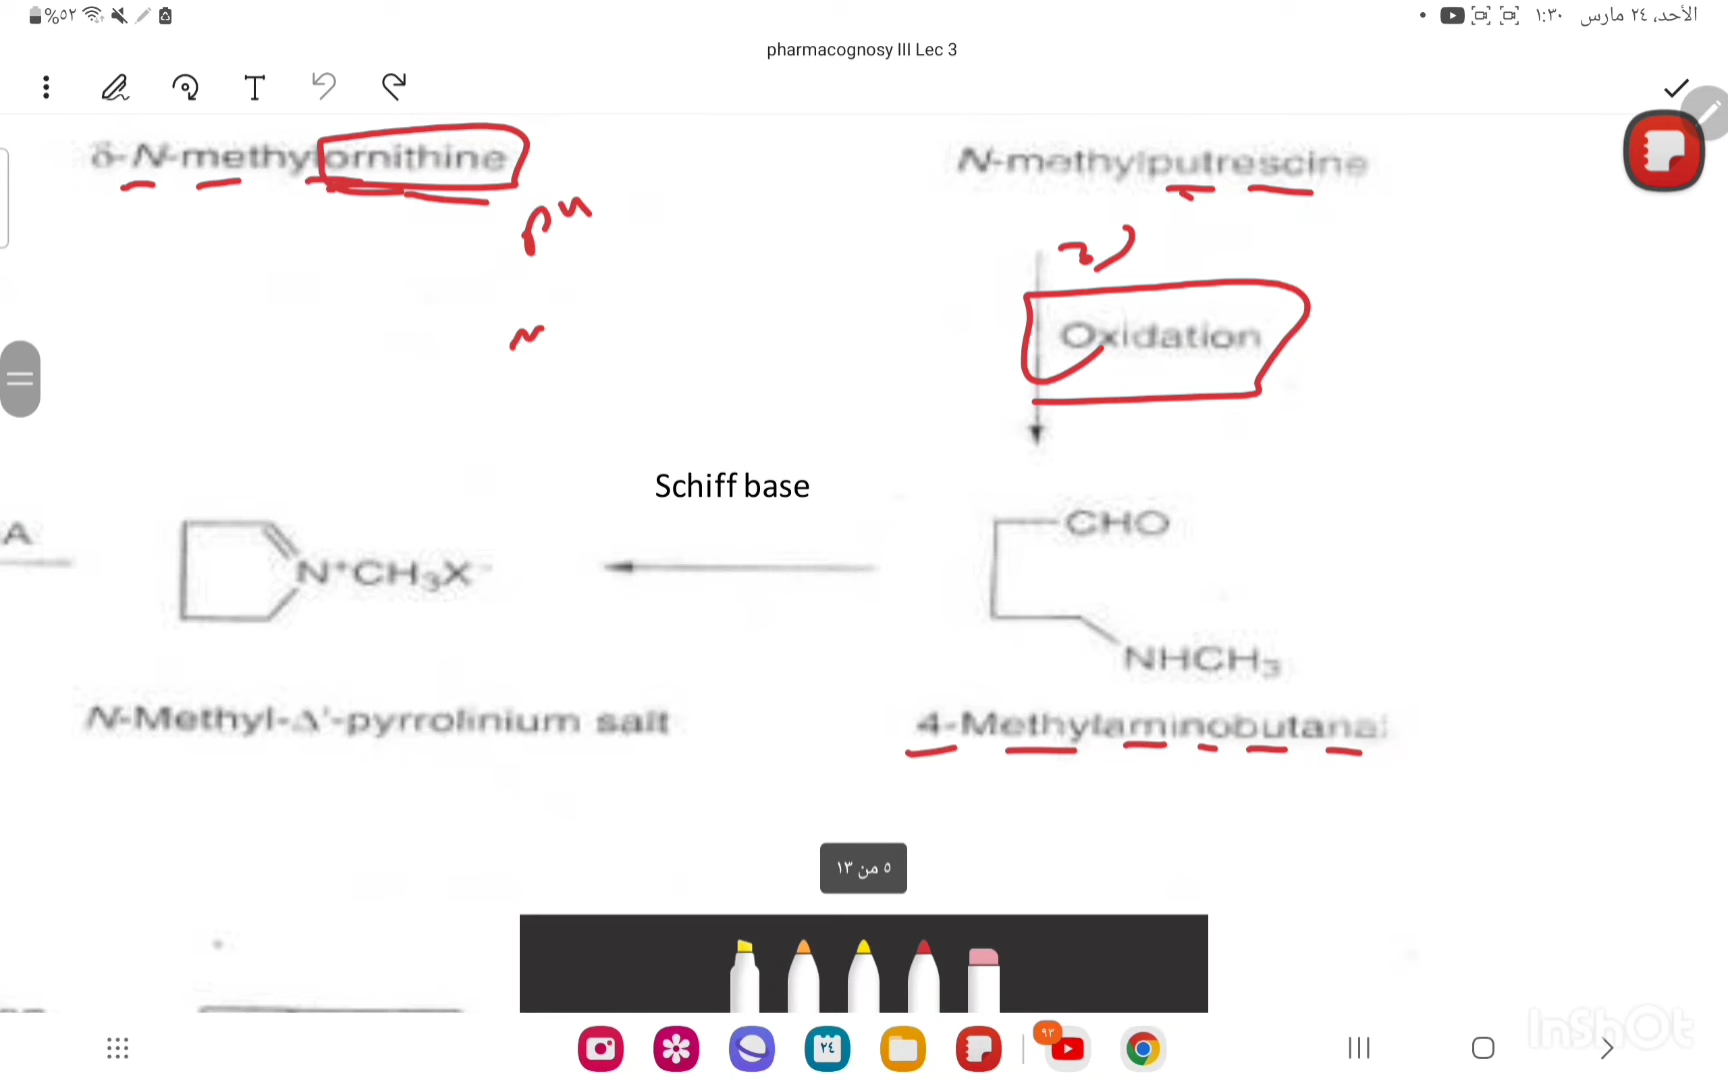 %٥٢
الأحد، ٢٤ مارس ١:٣٠
pharmacognosy III Lec 3
T
δ-N-methylornithine
N-methylputrescine
Oxidation
Schiff base
A
CHO
N⁺CH₃X⁻
NHCH₃
N-Methyl-Δ'-pyrrolinium salt
4-Methylaminobutanal
٥ من ١٣
٩٣
٢٤
InShOt